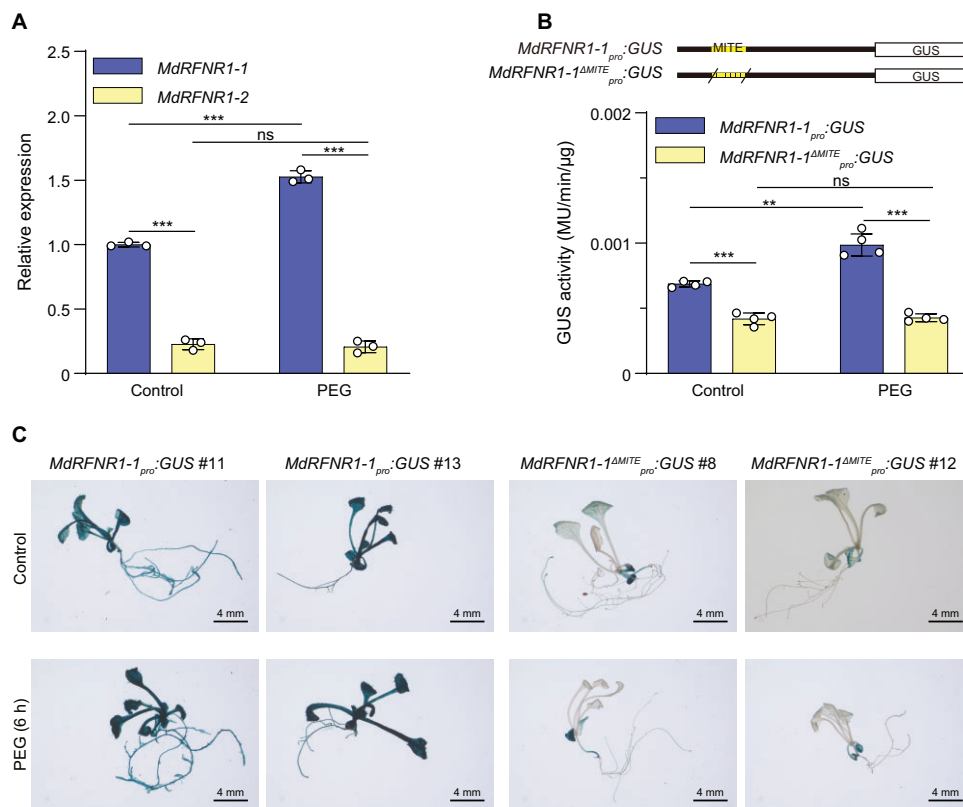 A
Relative expression
2.5
2.0
1.5
1.0
0.5
0
MdRFNR1-1
MdRFNR1-2
***
ns
***
***
Control
PEG
B
MdRFNR1-1pro:GUS
MITE
GUS
MdRFNR1-1ΔMITEpro:GUS
GUS
GUS activity (MU/min/µg)
0.002
0.001
0
MdRFNR1-1pro:GUS
MdRFNR1-1ΔMITEpro:GUS
ns
**
***
***
Control
PEG
C
MdRFNR1-1pro:GUS #11
MdRFNR1-1pro:GUS #13
MdRFNR1-1ΔMITEpro:GUS #8
MdRFNR1-1ΔMITEpro:GUS #12
Control
4 mm
4 mm
4 mm
4 mm
PEG (6 h)
4 mm
4 mm
4 mm
4 mm